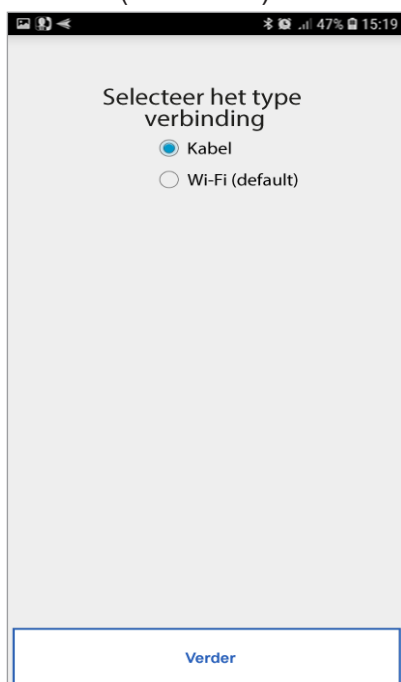 47% 15:19
Selecteer het type
verbinding
Kabel
Wi-Fi (default)
Verder